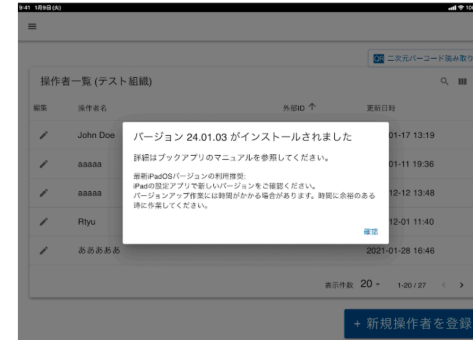 9:41 1月9日(火)
100
二次元バーコード読み取り
操作者一覧 (テスト組織)
編集 操作者名 外部ID ↑ 更新日時
John Doe 01-17 13:19
aaaaa 01-11 19:36
aaaaa 12-12 13:48
Rtyu 12-01 11:40
あああああ 2021-01-28 16:46
バージョン 24.01.03 がインストールされました
詳細はブックアプリのマニュアルを参照してください。
最新iPadOSバージョンの利用推奨:
iPadの設定アプリで新しいバージョンをご確認ください。
バージョンアップ作業には時間がかかる場合があります。時間に余裕のある
時に作業してください。
確認
表示件数 20 1-20 / 27
+ 新規操作者を登録